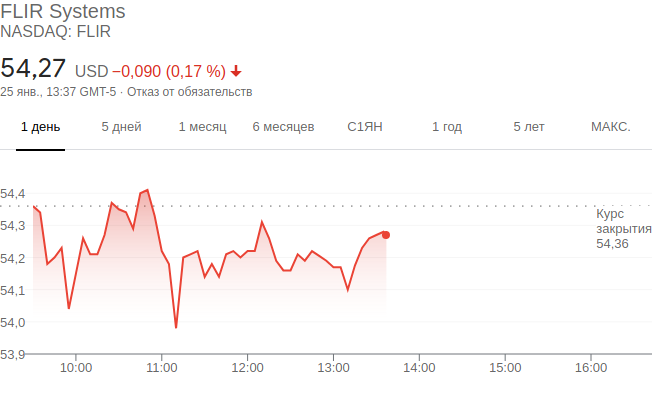 FLIR Systems
NASDAQ: FLIR
54,27 USD −0,090 (0,17 %)
25 янв., 13:37 GMT-5 · Отказ от обязательств
1 день 5 дней 1 месяц 6 месяцев С1ЯН 1 год 5 лет МАКС.
54,4
54,3
54,2
54,1
54,0
53,9
Курс
закрытия
54,36
10:00 11:00 12:00 13:00 14:00 15:00 16:00